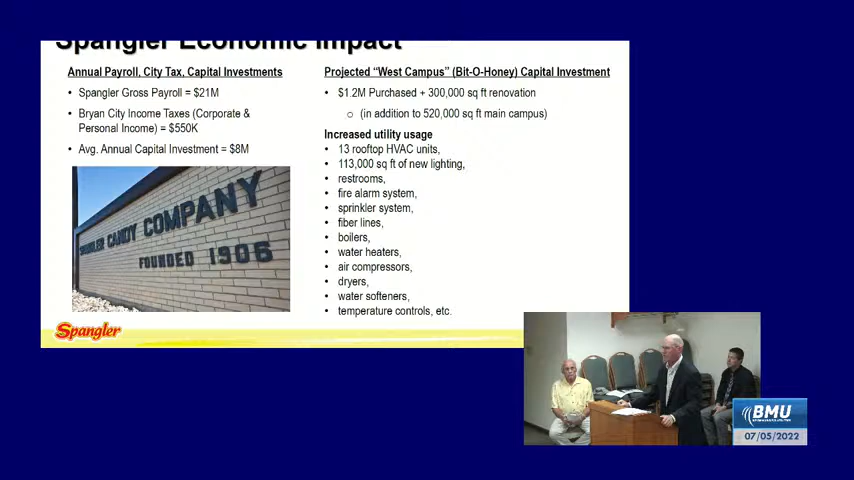 Spangler Economic Impact
Annual Payroll, City Tax, Capital Investments
• Spangler Gross Payroll = $21M
• Bryan City Income Taxes (Corporate &
Personal Income) = $550K
• Avg. Annual Capital Investment = $8M
SPANGLER CANDY COMPANY
FOUNDED 1906
Spangler
Projected “West Campus” (Bit-O-Honey) Capital Investment
• $1.2M Purchased + 300,000 sq ft renovation
o (in addition to 520,000 sq ft main campus)
Increased utility usage
• 13 rooftop HVAC units,
• 113,000 sq ft of new lighting,
• restrooms,
• fire alarm system,
• sprinkler system,
• fiber lines,
• boilers,
• water heaters,
• air compressors,
• dryers,
• water softeners,
• temperature controls, etc.
BMU
07/05/2022